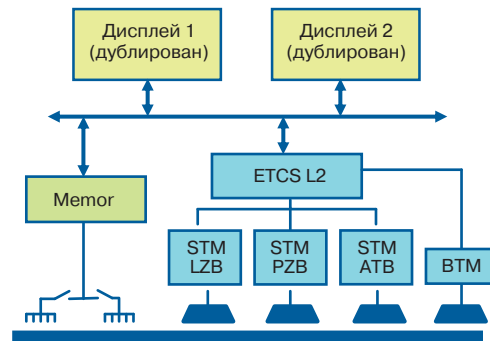 Дисплей 1
(дублирован)
Дисплей 2
(дублирован)
ETCS L2
Memor
STM
LZB
STM
PZB
STM
ATB
BTM